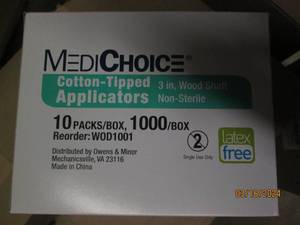 MEDICHOICE®
Cotton-Tipped Applicators
3 in, Wood Shaft
Non-Sterile
10 PACKS/BOX, 1000/BOX
Reorder: WOD1001
Distributed by Owens & Minor
Mechanicsville, VA 23116
Made in China
2
Single Use Only
latex free